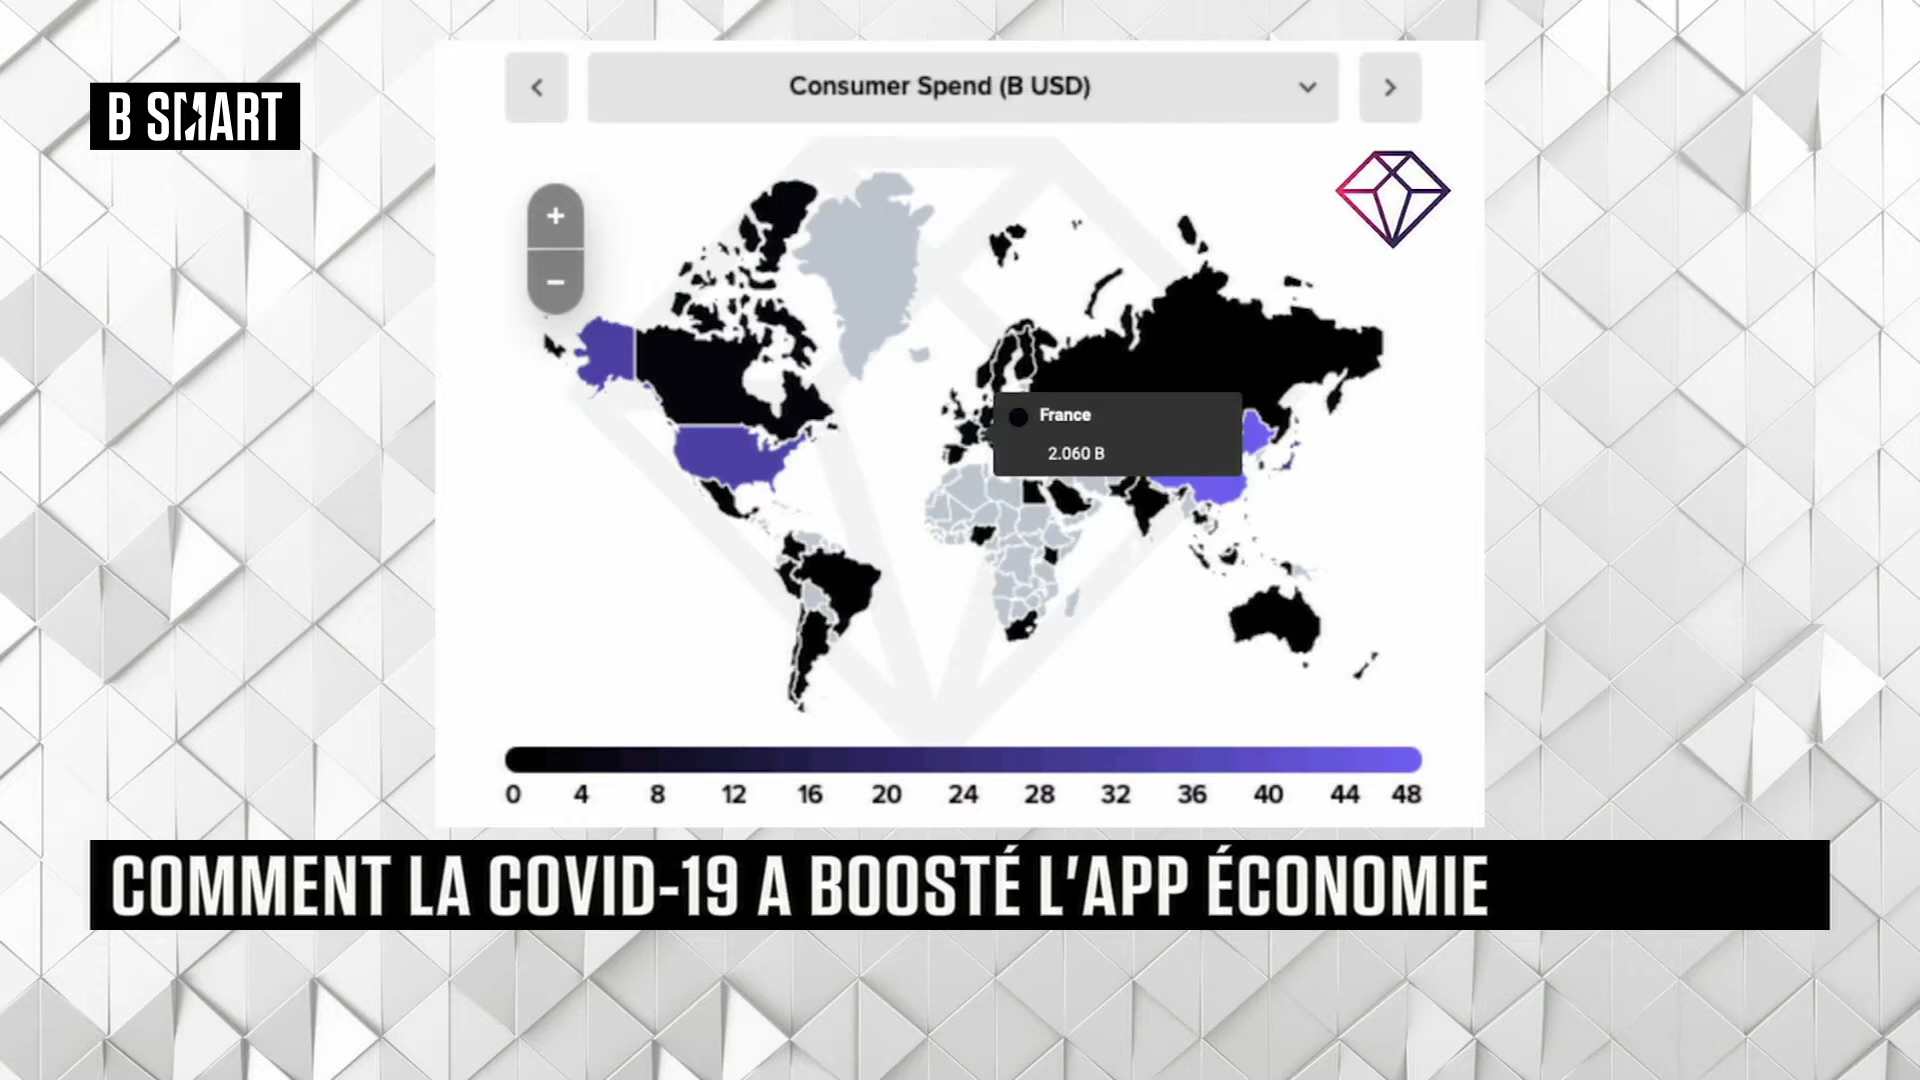 B SMART
Consumer Spend (B USD)
+
−
France
2.060 B
0 4 8 12 16 20 24 28 32 36 40 44 48
COMMENT LA COVID-19 A BOOSTÉ L'APP ÉCONOMIE